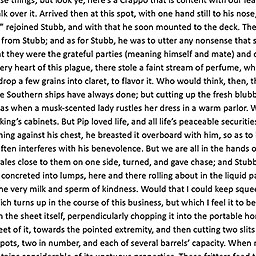 se things, but look ye, here's a Crappo that is content with our lea
lk over it. Arrived then at this spot, with one hand still to his nose,
" rejoined Stubb, and with that he soon mounted to the deck. The
from Stubb; and as for Stubb, he was to utter any nonsense that s
t they were the grateful parties (meaning himself and mate) and c
ery heart of this plague, there stole a faint stream of perfume, wh
drop a few grains into claret, to flavor it. Who would think, then, th
e Southern ships have always done; but cutting up the fresh blubb
as when a musk-scented lady rustles her dress in a warm parlor. W
king's cabinets. But Pip loved life, and all life's peaceable securities
ning against his chest, he breasted it overboard with him, so as to
ften interferes with his benevolence. But we are all in the hands o
ales close to them on one side, turned, and gave chase; and Stubb
concreted into lumps, here and there rolling about in the liquid pa
ne very milk and sperm of kindness. Would that I could keep squee
ich turns up in the course of this business, but which I feel it to be
n the sheet itself, perpendicularly chopping it into the portable hor
eet of it, towards the pointed extremity, and then cutting two slits
pots, two in number, and each of several barrels' capacity. When n